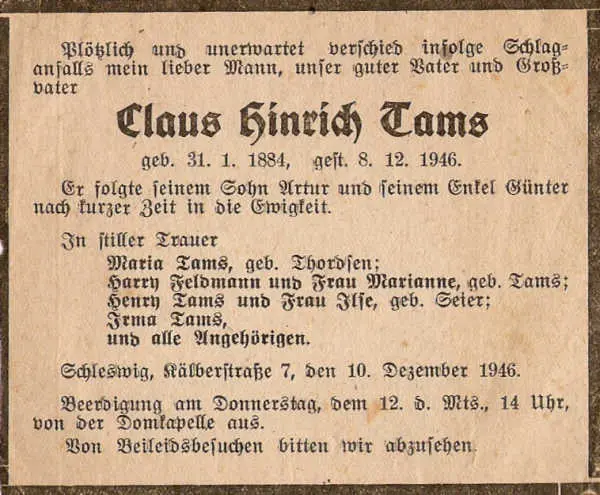 Plötzlich und unerwartet verschied infolge Schlag-
anfalls mein lieber Mann, unser guter Vater und Groß-
vater
Claus Hinrich Tams
geb. 31. 1. 1884, gest. 8. 12. 1946.
Er folgte seinem Sohn Artur und seinem Enkel Günter
nach kurzer Zeit in die Ewigkeit.
In stiller Trauer
Maria Tams, geb. Thordsen;
Harry Feldmann und Frau Marianne, geb. Tams;
Henry Tams und Frau Ilse, geb. Seier;
Irma Tams,
und alle Angehörigen.
Schleswig, Kälberstraße 7, den 10. Dezember 1946.
Beerdigung am Donnerstag, dem 12. d. Mts., 14 Uhr,
von der Domkapelle aus.
Von Beileidsbesuchen bitten wir abzusehen.